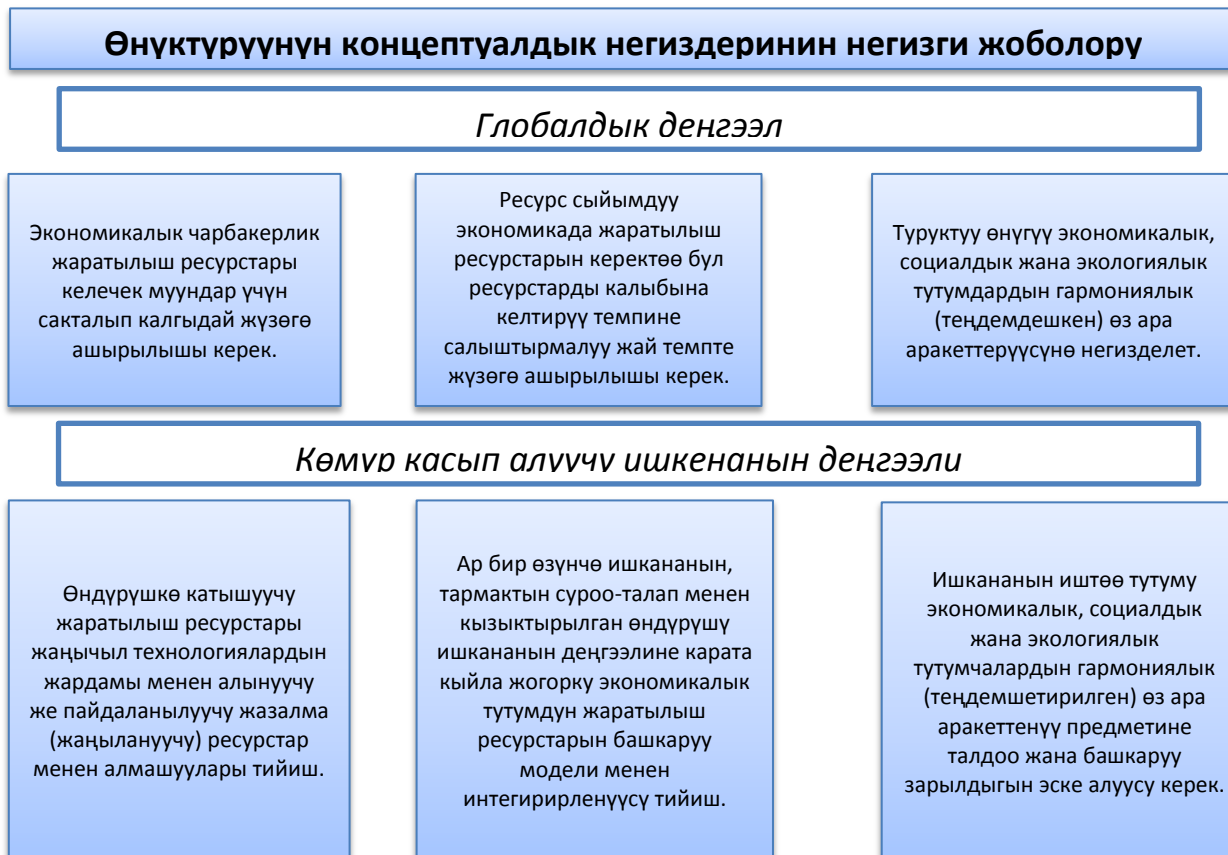 Өнүктүрүүнүн концептуалдык негиздеринин негизги жоболору
Глобалдык деңгээл
Экономикалык чарбакерлик
жаратылыш ресурстары
келечек муундар үчүн
сакталып калгыдай жүзөгө
ашырылышы керек.
Ресурс сыйымдуу
экономикада жаратылыш
ресурстарын керектөө бул
ресурстарды калыбына
келтирүү темпине
салыштырмалуу жай темпте
жүзөгө ашырылышы керек.
Туруктуу өнүгүү экономикалык,
социалдык жана экологиялык
тутумдардын гармониялык
(теңдемдешкен) өз ара
аракеттерүүсүнө негизделет.
Көмүр касып алуучу ишкенанын деңгээли
Өндүрүшкө катышуучу
жаратылыш ресурстары
жаңычыл технологиялардын
жардамы менен алынуучу
же пайдаланылуучу жазалма
(жаңылануучу) ресурстар
менен алмашуулары тийиш.
Ар бир өзүнчө ишкананын,
тармактын суроо-талап менен
кызыктырылган өндүрүшү
ишкананын деңгээлине карата
кыйла жогорку экономикалык
тутумдун жаратылыш
ресурстарын башкаруу
модели менен
интегирирленүүсү тийиш.
Ишкананын иштөө тутуму
экономикалык, социалдык
жана экологиялык
тутумчалардын гармониялык
(теңдемшетирилген) өз ара
аракеттенүү предметине
талдоо жана башкаруу
зарылдыгын эске алуусу керек.